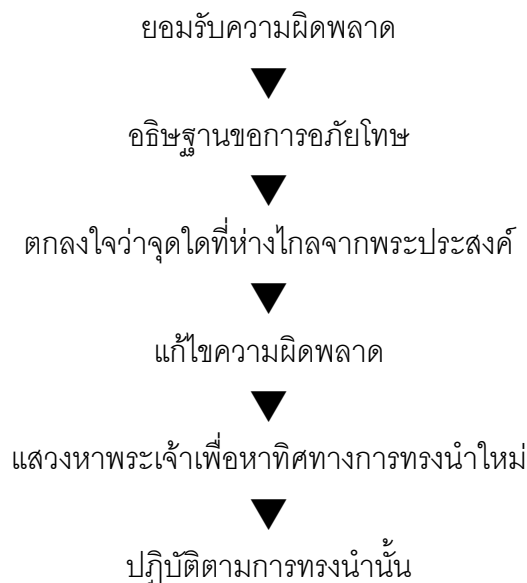 ยอมรับความผิดพลาด
อธิษฐานขอการอภัยโทษ
ตกลงใจว่าจุดใดที่ห่างไกลจากพระประสงค์
แก้ไขความผิดพลาด
แสวงหาพระเจ้าเพื่อหาทิศทางการทรงนำใหม่
ปฏิบัติตามการทรงนำนั้น